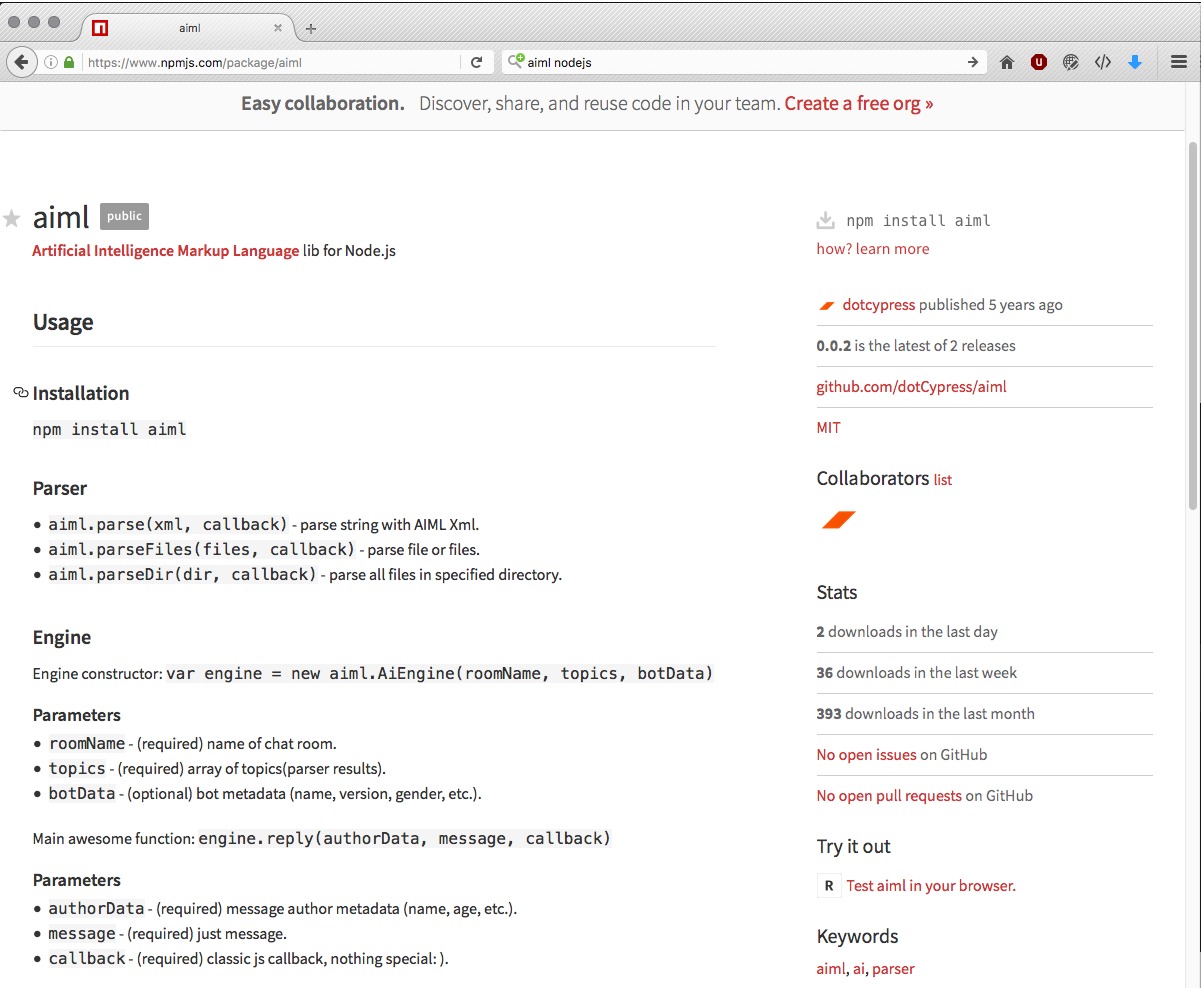 aiml
https://www.npmjs.com/package/aiml
aiml nodejs
Easy collaboration. Discover, share, and reuse code in your team. Create a free org »
aiml public
Artificial Intelligence Markup Language lib for Node.js
Usage
Installation
npm install aiml
Parser
• aiml.parse(xml, callback) - parse string with AIML Xml.
• aiml.parseFiles(files, callback) - parse file or files.
• aiml.parseDir(dir, callback) - parse all files in specified directory.
Engine
Engine constructor: var engine = new aiml.AiEngine(roomName, topics, botData)
Parameters
• roomName - (required) name of chat room.
• topics - (required) array of topics(parser results).
• botData - (optional) bot metadata (name, version, gender, etc.).
Main awesome function: engine.reply(authorData, message, callback)
Parameters
• authorData - (required) message author metadata (name, age, etc.).
• message - (required) just message.
• callback - (required) classic js callback, nothing special: ).
npm install aiml
how? learn more
dotcypress published 5 years ago
0.0.2 is the latest of 2 releases
github.com/dotCypress/aiml
MIT
Collaborators list
Stats
2 downloads in the last day
36 downloads in the last week
393 downloads in the last month
No open issues on GitHub
No open pull requests on GitHub
Try it out
R Test aiml in your browser.
Keywords
aiml, ai, parser